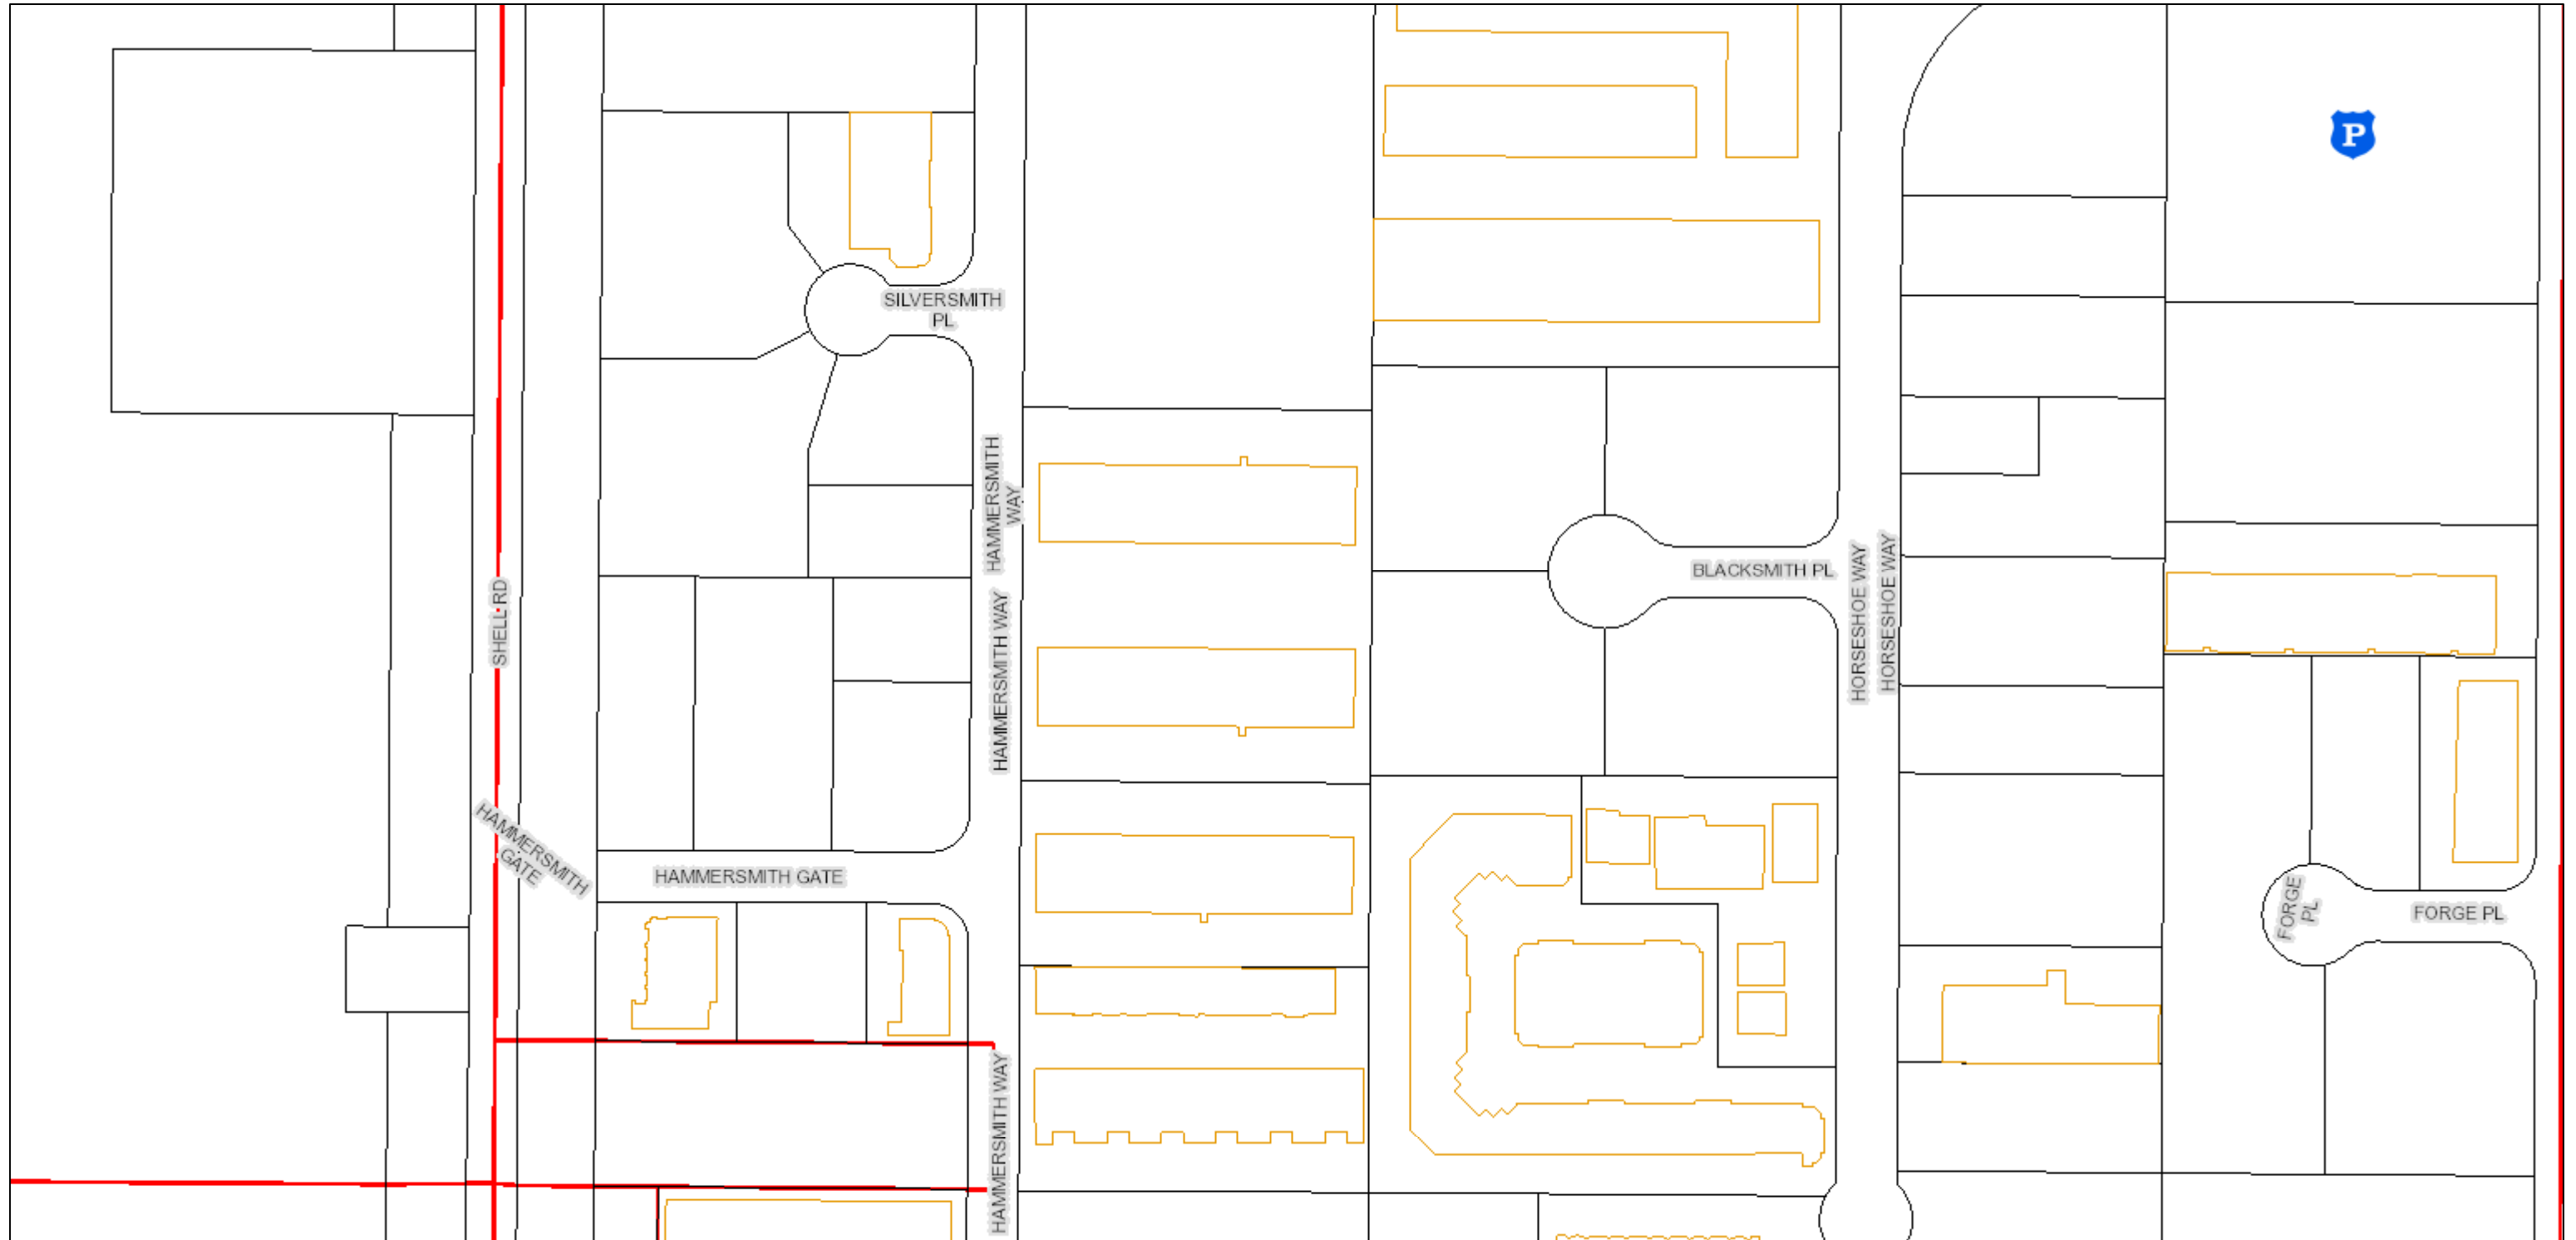 P
SILVERSMITH
PL
HAMMERSMITH
WAY
BLACKSMITH PL
HORSESHOE WAY
HORSESHOE WAY
SHELL RD
HAMMERSMITH WAY
HAMMERSMITH
GATE
HAMMERSMITH GATE
FORGE
PL
FORGE PL
HAMMERSMITH WAY